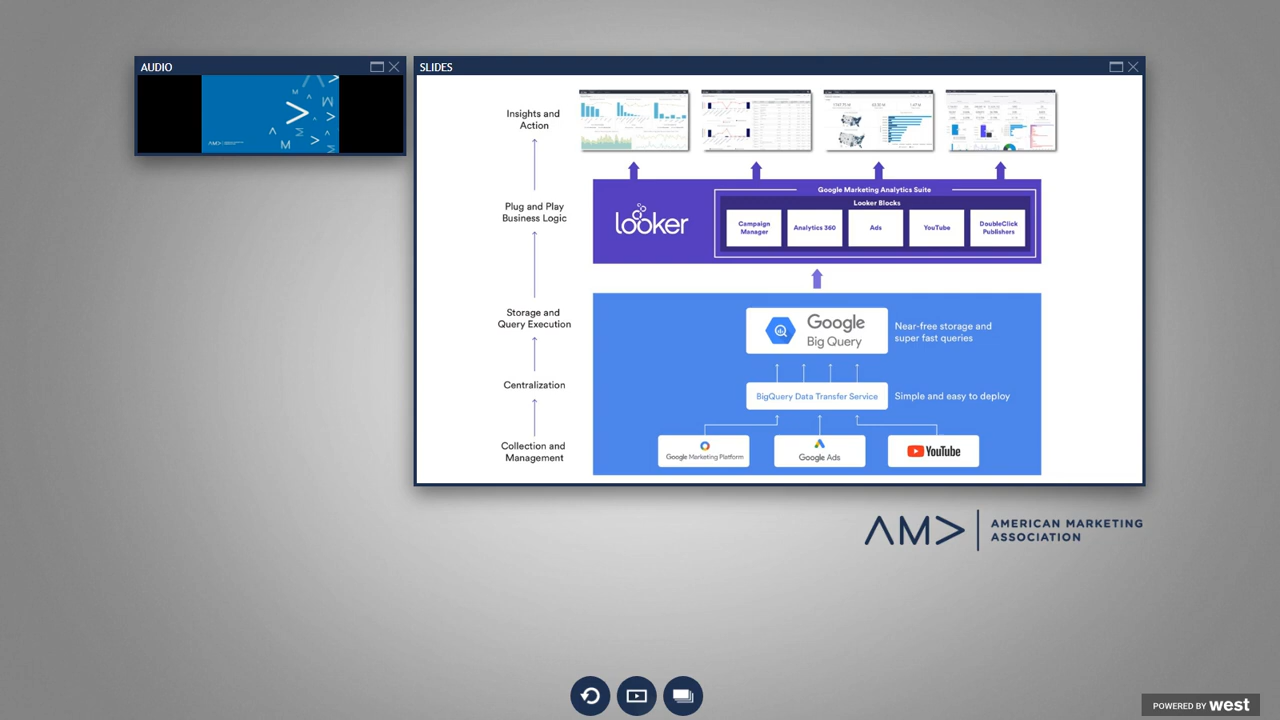 AUDIO
SLIDES
Insights and
Action
Plug and Play
Business Logic
Storage and
Query Execution
Centralization
Collection and
Management
looker
Google Marketing Analytics Suite
Looker Blocks
Campaign
Manager
Analytics 360
Ads
YouTube
DoubleClick
Publishers
Google
Big Query
Near-free storage and
super fast queries
BigQuery Data Transfer Service
Simple and easy to deploy
Google Marketing Platform
Google Ads
YouTube
AMERICAN MARKETING
ASSOCIATION
POWERED BY west